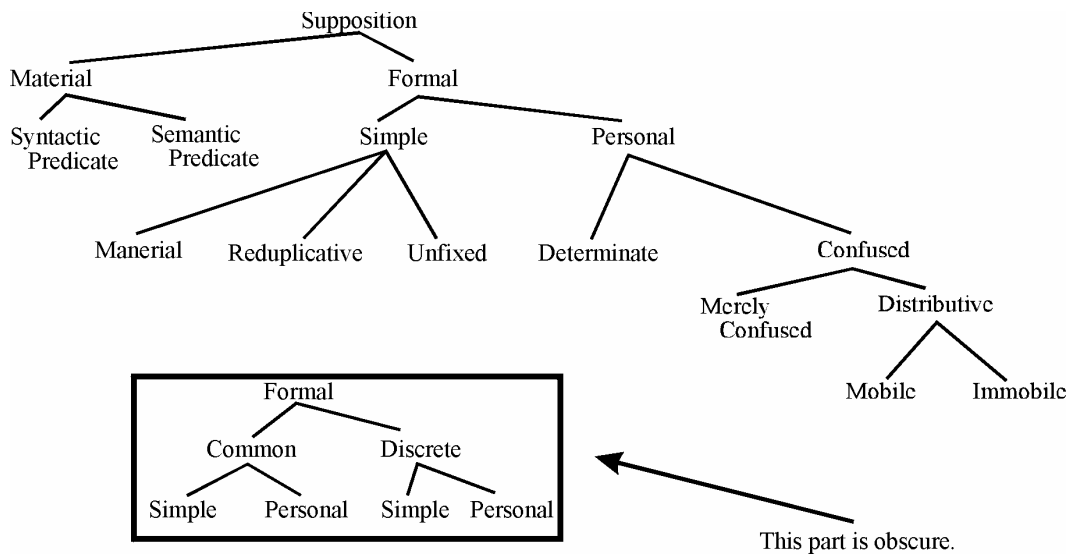 Supposition
Material Formal
Syntactic Predicate Semantic Predicate Simple Personal
Manerial Reduplicative Unfixed Determinate Confused
Merely Confused Distributive
Mobile Immobile
Formal
Common Discrete
Simple Personal Simple Personal
This part is obscure.